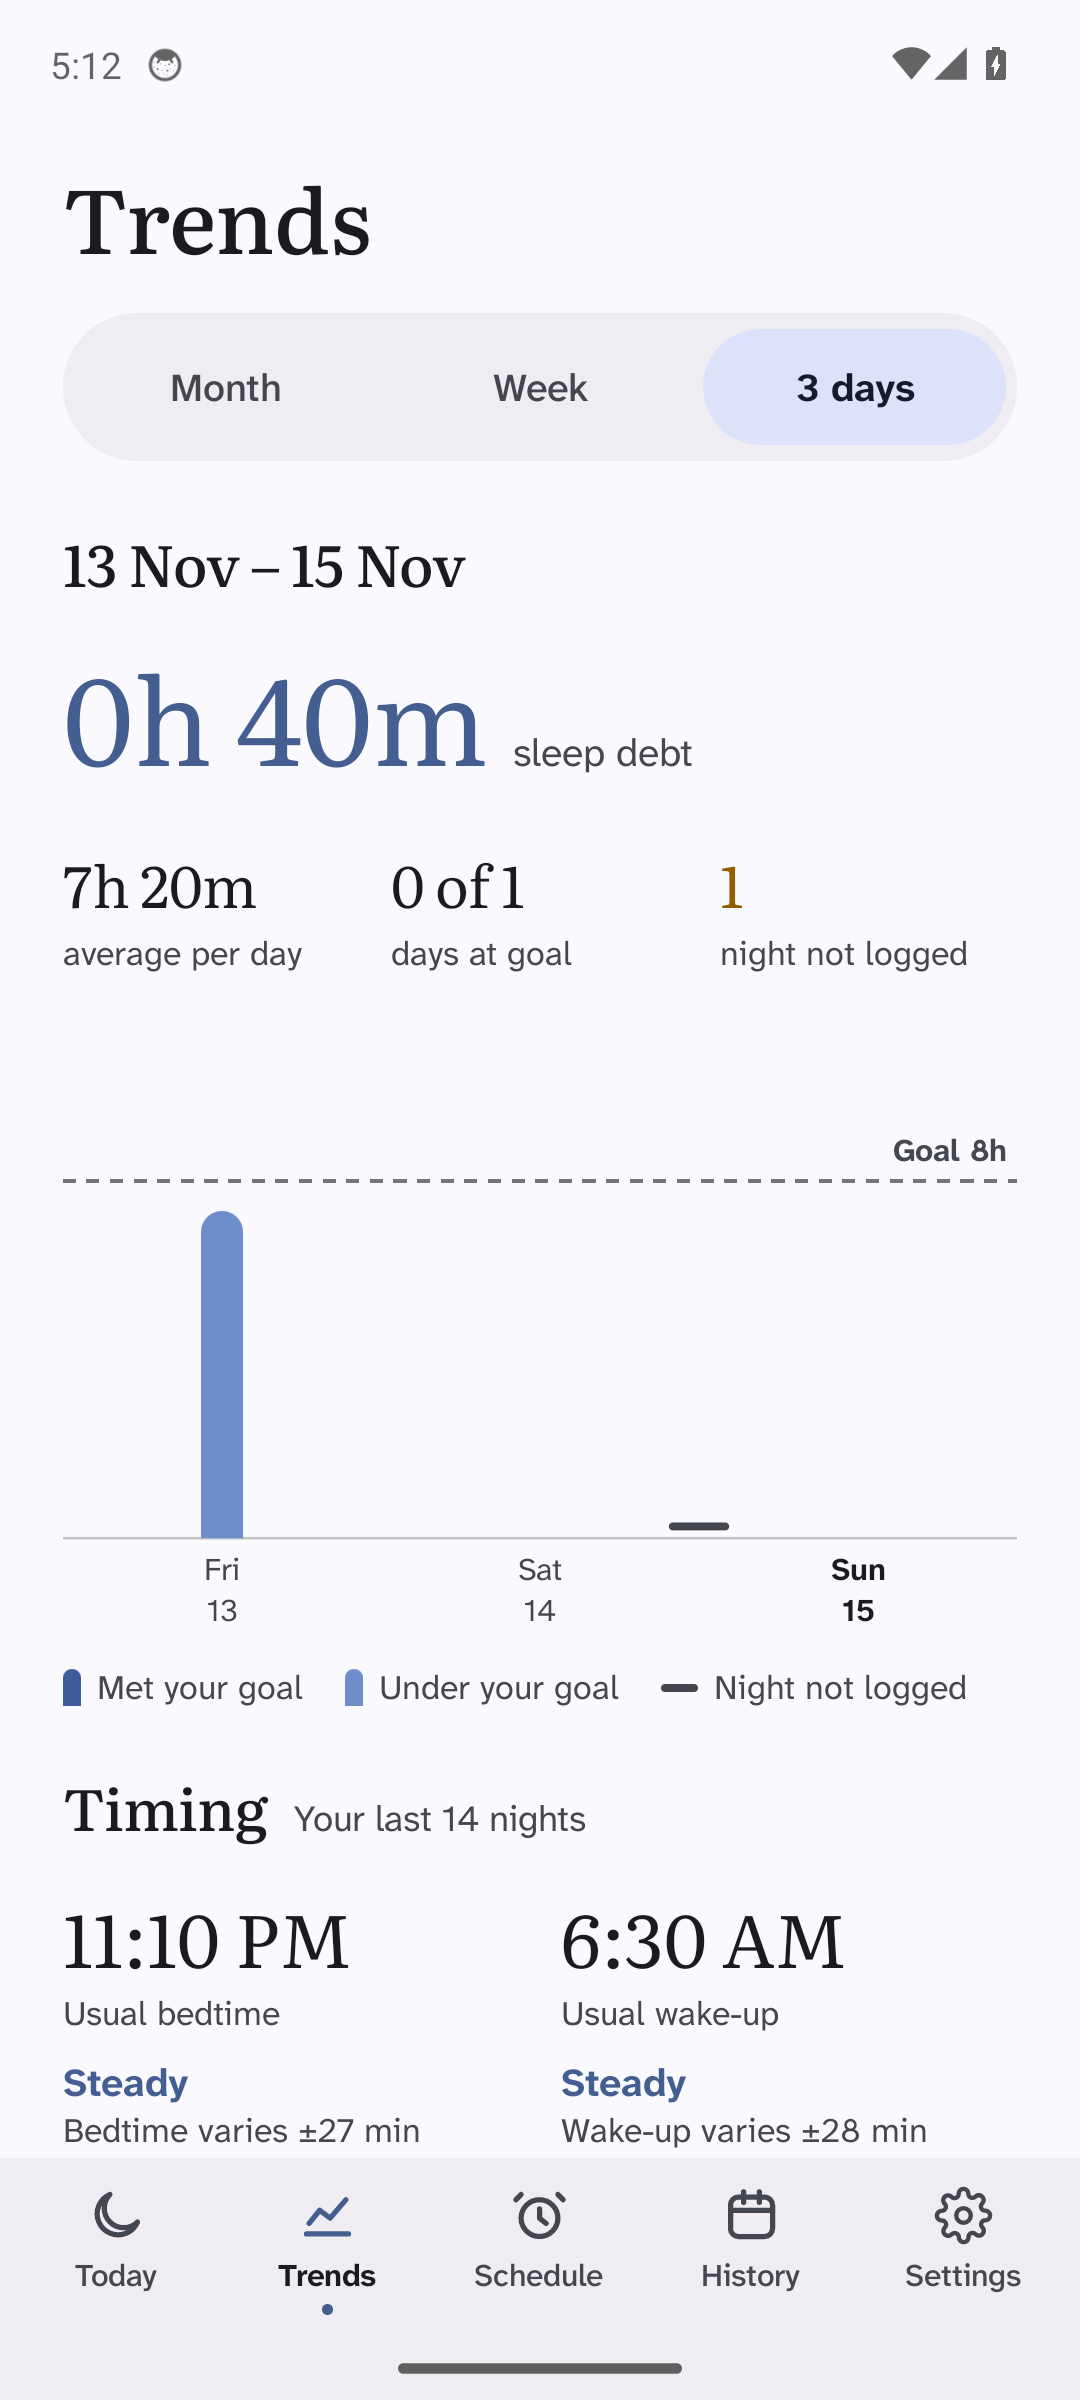 5:12
Trends
Month Week 3 days
13 Nov – 15 Nov
0h 40m sleep debt
7h 20m 0 of 1 1
average per day days at goal night not logged
Goal 8h
Fri Sat Sun
13 14 15
Met your goal Under your goal Night not logged
Timing Your last 14 nights
11:10 PM 6:30 AM
Usual bedtime Usual wake-up
Steady Steady
Bedtime varies ±27 min Wake-up varies ±28 min
Today Trends Schedule History Settings